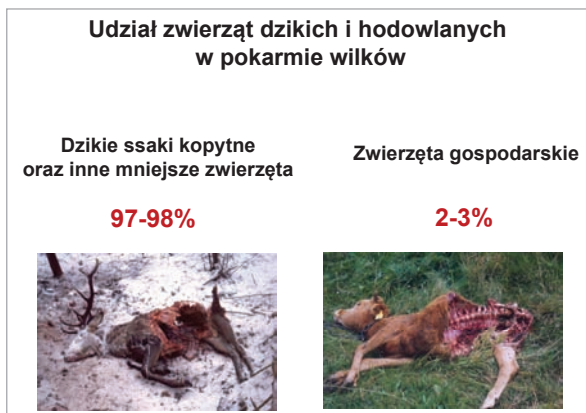 Udział zwierząt dzikich i hodowlanych
w pokarmie wilków
Dzikie ssaki kopytne
oraz inne mniejsze zwierzęta
97-98%
Zwierzęta gospodarskie
2-3%